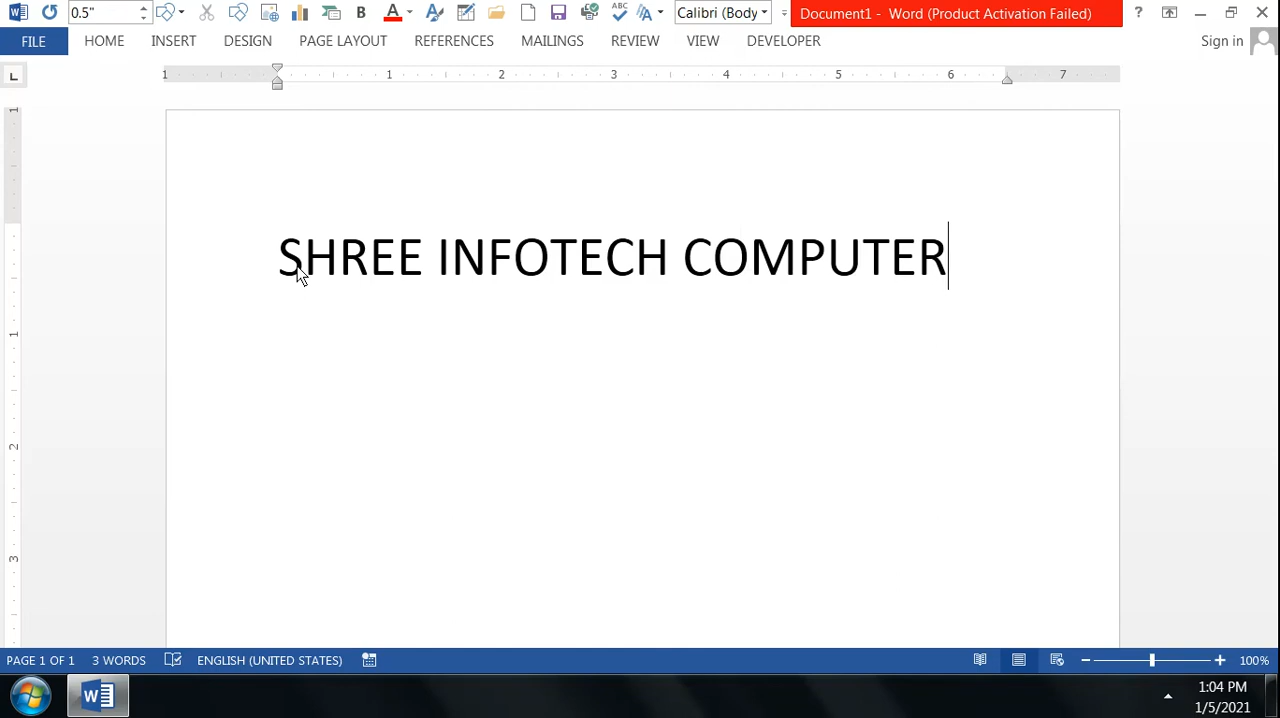 0.5" B A ABC A Calibri (Body Document1 - Word (Product Activation Failed) ?
FILE HOME INSERT DESIGN PAGE LAYOUT REFERENCES MAILINGS REVIEW VIEW DEVELOPER Sign in
L 1 1 2 3 4 5 6 7
1
SHREE INFOTECH COMPUTER
1
2
3
PAGE 1 OF 1 3 WORDS ENGLISH (UNITED STATES) 100%
1:04 PM
1/5/2021